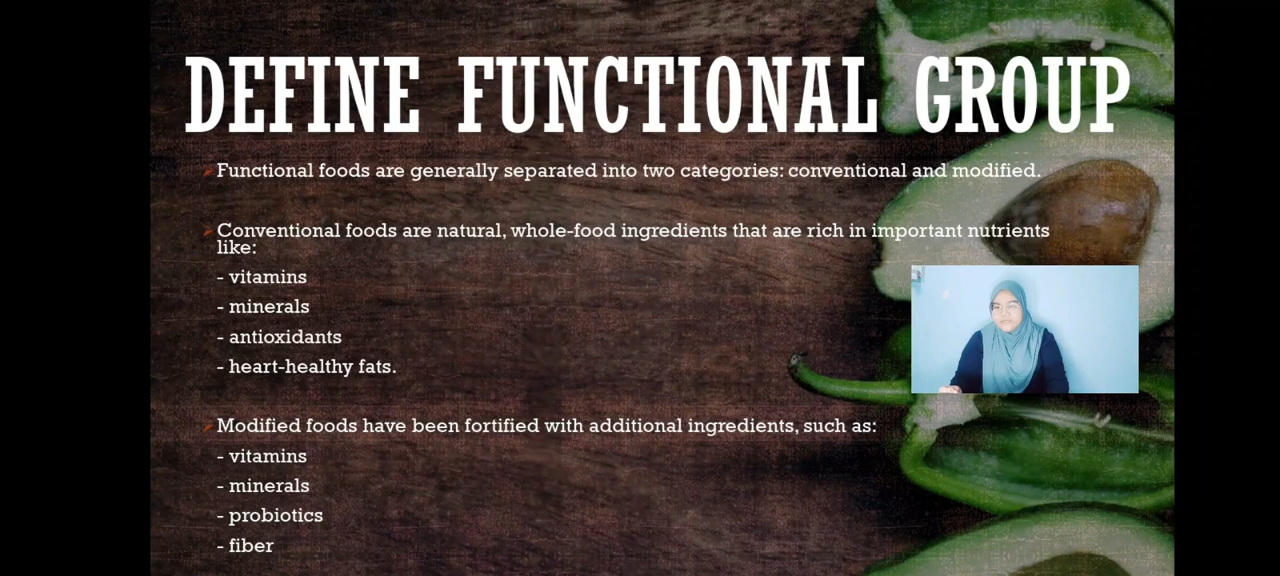 DEFINE FUNCTIONAL GROUP
Functional foods are generally separated into two categories: conventional and modified.
Conventional foods are natural, whole-food ingredients that are rich in important nutrients
like:
- vitamins
- minerals
- antioxidants
- heart-healthy fats.
Modified foods have been fortified with additional ingredients, such as:
- vitamins
- minerals
- probiotics
- fiber